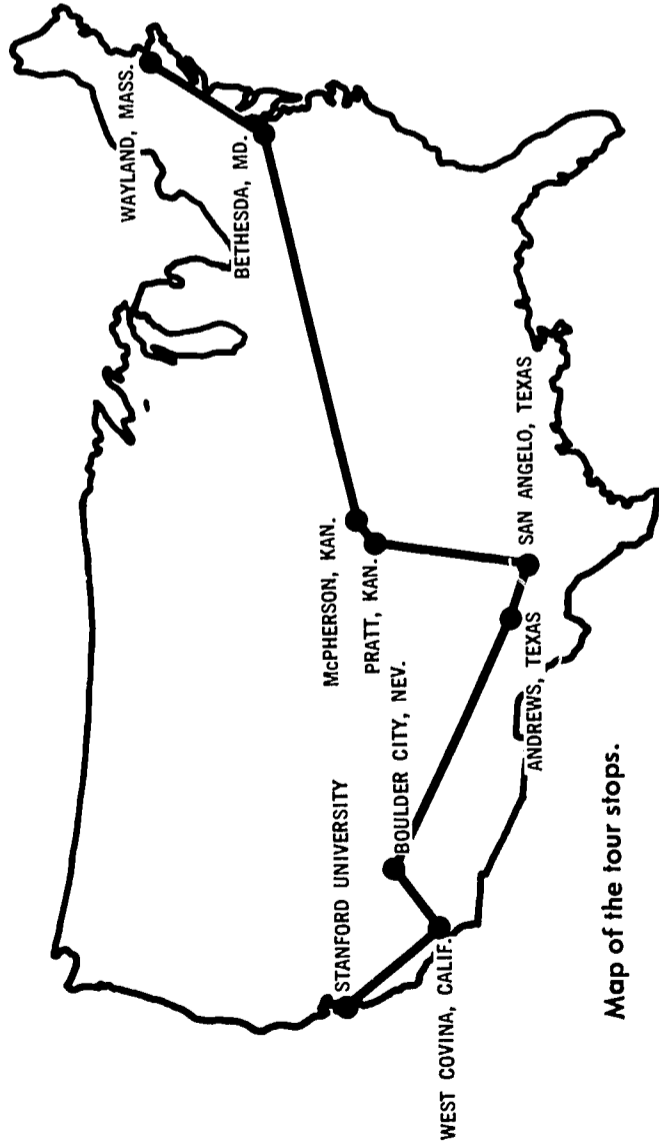 WAYLAND, MASS.
BETHESDA, MD.
McPHERSON, KAN.
PRATT, KAN.
SAN ANGELO, TEXAS
ANDREWS, TEXAS
BOULDER CITY, NEV.
STANFORD UNIVERSITY
WEST COVINA, CALIF.
Map of the tour stops.